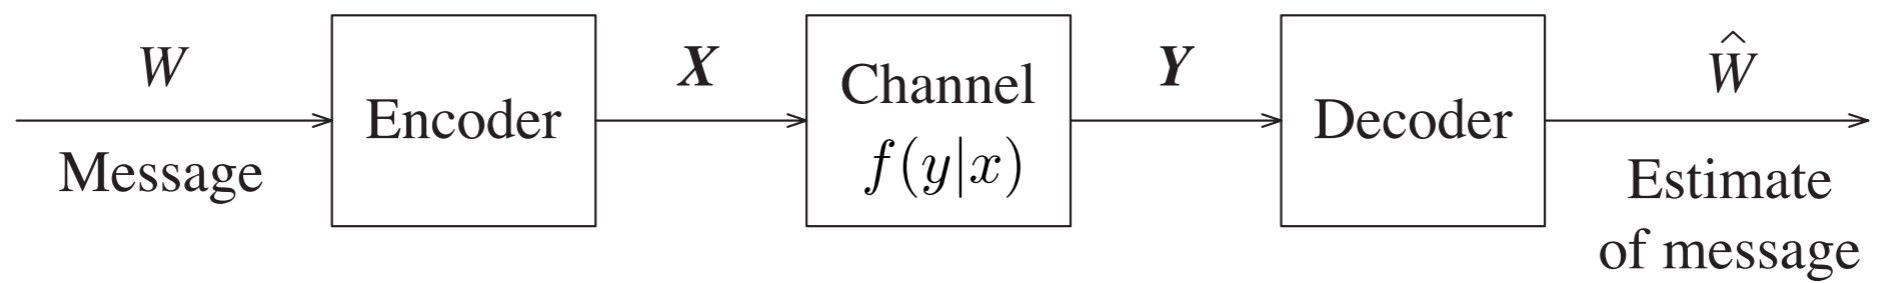 W
Message
Encoder
X
Channel
f(y|x)
Y
Decoder
Ŵ
Estimate
of message